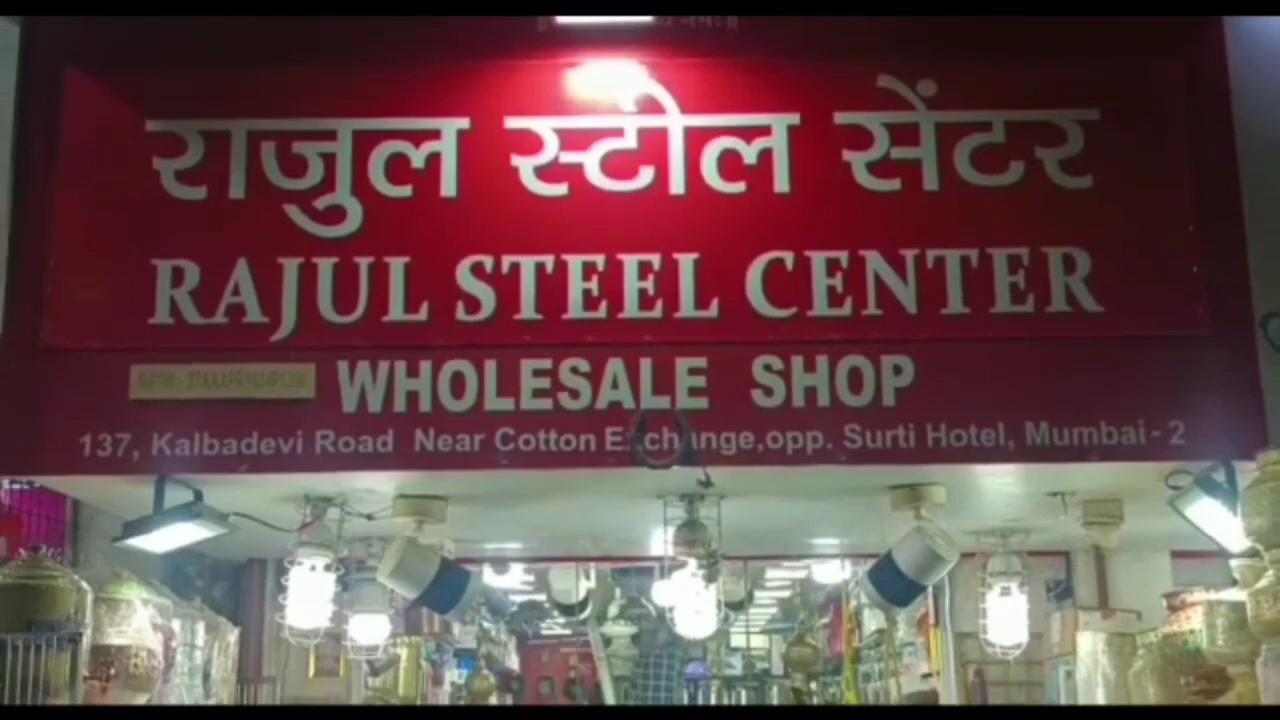 राजुल स्टील सेंटर
RAJUL STEEL CENTER
WHOLESALE SHOP
137, Kalbadevi Road Near Cotton Exchange,opp. Surti Hotel, Mumbai - 2